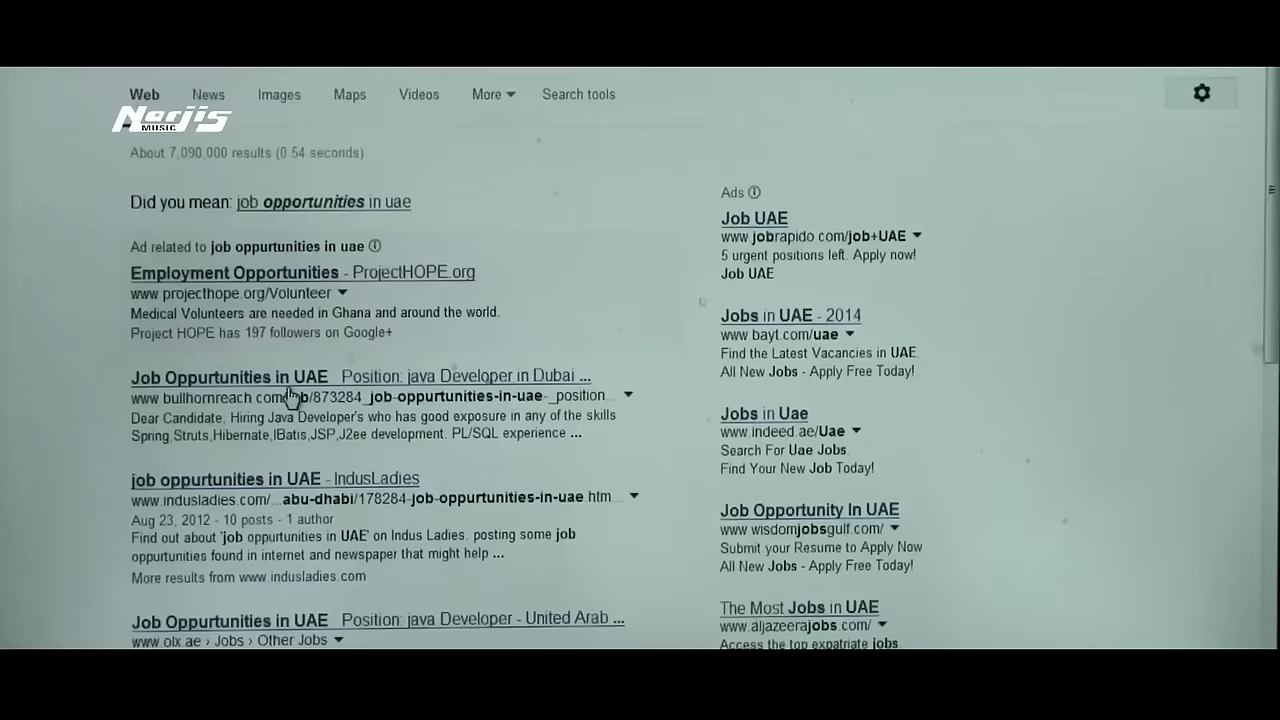 Web News Images Maps Videos More Search tools
Narjis
MUSIC
About 7,090,000 results (0.54 seconds)
Did you mean: job opportunities in uae
Ad related to job oppurtunities in uae
Employment Opportunities - ProjectHOPE.org
www.projecthope.org/Volunteer
Medical Volunteers are needed in Ghana and around the world.
Project HOPE has 197 followers on Google+
Job Oppurtunities in UAE Position: java Developer in Dubai ...
www.bullhornreach.com/job/873284_job-oppurtunities-in-uae-_position...
Dear Candidate, Hiring Java Developer's who has good exposure in any of the skills
Spring,Struts,Hibernate,IBatis,JSP,J2ee development. PL/SQL experience ...
job oppurtunities in UAE - IndusLadies
www.indusladies.com/...abu-dhabi/178284-job-oppurtunities-in-uae.htm...
Aug 23, 2012 - 10 posts - 1 author
Find out about 'job oppurtunities in UAE' on Indus Ladies. posting some job
oppurtunities found in internet and newspaper that might help ...
More results from www.indusladies.com
Job Oppurtunities in UAE Position: java Developer - United Arab ...
www.olx.ae › Jobs › Other Jobs
Ads
Job UAE
www.jobrapido.com/job+UAE
5 urgent positions left. Apply now!
Job UAE
Jobs in UAE - 2014
www.bayt.com/uae
Find the Latest Vacancies in UAE.
All New Jobs - Apply Free Today!
Jobs in Uae
www.indeed.ae/Uae
Search For Uae Jobs.
Find Your New Job Today!
Job Opportunity In UAE
www.wisdomjobsgulf.com/
Submit your Resume to Apply Now
All New Jobs - Apply Free Today!
The Most Jobs in UAE
www.aljazeerajobs.com/
Access the top expatriate jobs